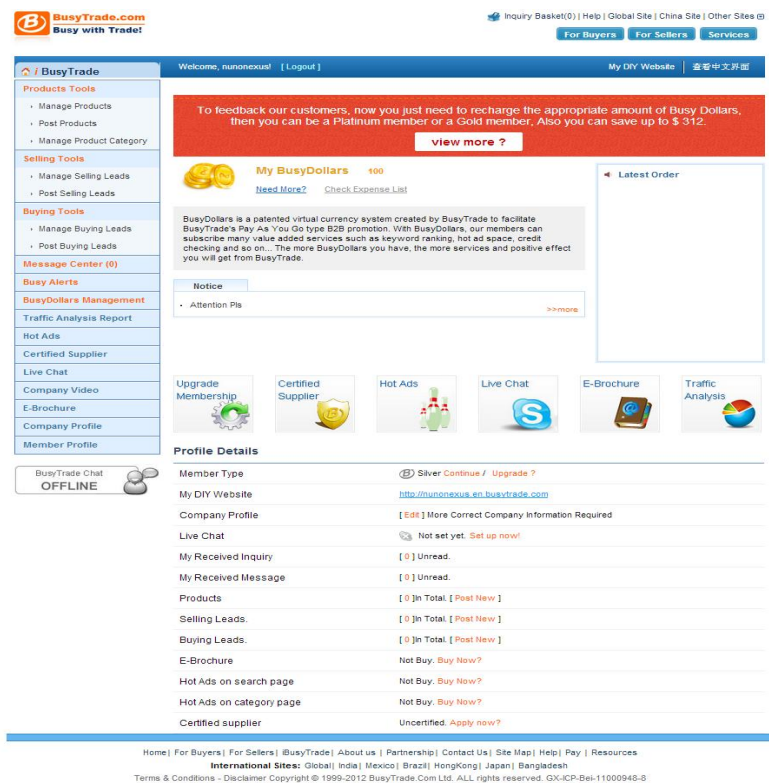 BusyTrade.com
Busy with Trade!
Inquiry Basket(0) | Help | Global Site | China Site | Other Sites
For Buyers For Sellers Services
/ BusyTrade
Welcome, nunonexus! [ Logout ]
My DIY Website
查看中文界面
Products Tools
Manage Products
Post Products
Manage Product Category
Selling Tools
Manage Selling Leads
Post Selling Leads
Buying Tools
Manage Buying Leads
Post Buying Leads
Message Center (0)
Busy Alerts
BusyDollars Management
Traffic Analysis Report
Hot Ads
Certified Supplier
Live Chat
Company Video
E-Brochure
Company Profile
Member Profile
BusyTrade Chat
OFFLINE
To feedback our customers, now you just need to recharge the appropriate amount of Busy Dollars,
then you can be a Platinum member or a Gold member, Also you can save up to $ 312.
view more ?
My BusyDollars 100
Need More? Check Expense List
BusyDollars is a patented virtual currency system created by BusyTrade to facilitate
BusyTrade's Pay As You Go type B2B promotion. With BusyDollars, our members can
subscribe many value added services such as keyword ranking, hot ad space, credit
checking and so on... The more BusyDollars you have, the more services and positive effect
you will get from BusyTrade.
Notice
Attention Pls
>>more
Latest Order
Upgrade
Membership
Certified
Supplier
Hot Ads
Live Chat
E-Brochure
Traffic
Analysis
Profile Details
Member Type Silver Continue / Upgrade ?
My DIY Website http://nunonexus.en.busytrade.com
Company Profile [ Edit ] More Correct Company Information Required
Live Chat Not set yet. Set up now!
My Received Inquiry [ 0 ] Unread.
My Received Message [ 0 ] Unread.
Products [ 0 ]In Total. [ Post New ]
Selling Leads. [ 0 ]In Total. [ Post New ]
Buying Leads. [ 0 ]In Total. [ Post New ]
E-Brochure Not Buy. Buy Now?
Hot Ads on search page Not Buy. Buy Now?
Hot Ads on category page Not Buy. Buy Now?
Certified supplier Uncertified. Apply now?
Home| For Buyers| For Sellers| iBusyTrade| About us | Partnership| Contact Us| Site Map| Help| Pay | Resources
International Sites: Global| India| Mexico| Brazil| HongKong| Japan| Bangladesh
Terms & Conditions - Disclaimer Copyright © 1999-2012 BusyTrade.Com Ltd. ALL rights reserved. GX-ICP-Bei-11000948-8